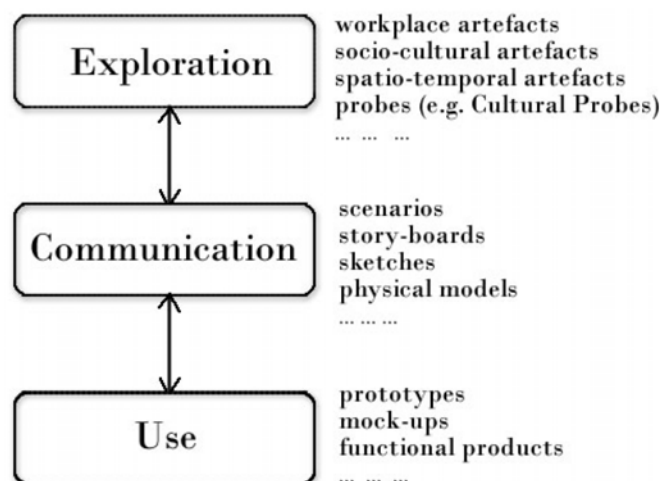 Exploration
workplace artefacts
socio-cultural artefacts
spatio-temporal artefacts
probes (e.g. Cultural Probes)
... ... ...
Communication
scenarios
story-boards
sketches
physical models
... ... ...
Use
prototypes
mock-ups
functional products
... ... ...